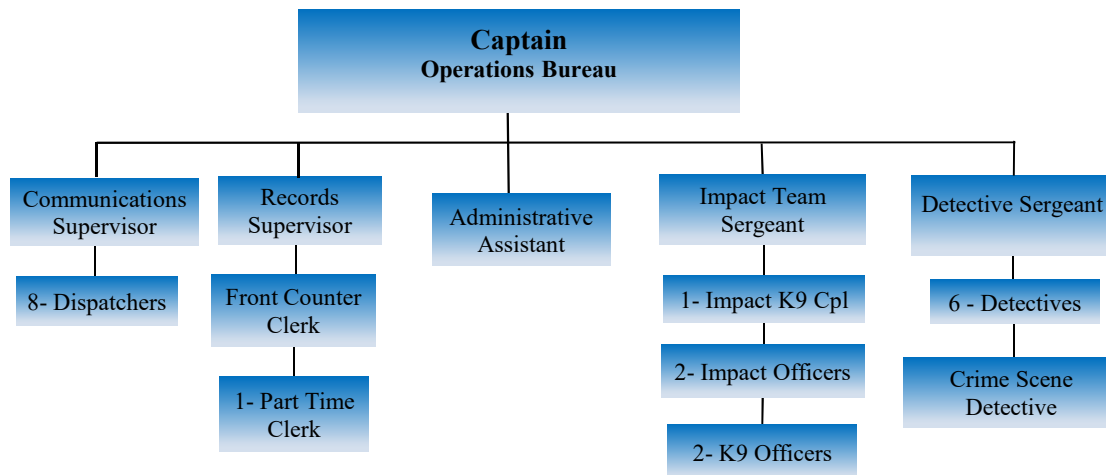 Captain
Operations Bureau
Communications
Supervisor
8- Dispatchers
Records
Supervisor
Front Counter
Clerk
1- Part Time
Clerk
Administrative
Assistant
Impact Team
Sergeant
1- Impact K9 Cpl
2- Impact Officers
2- K9 Officers
Detective Sergeant
6 - Detectives
Crime Scene
Detective